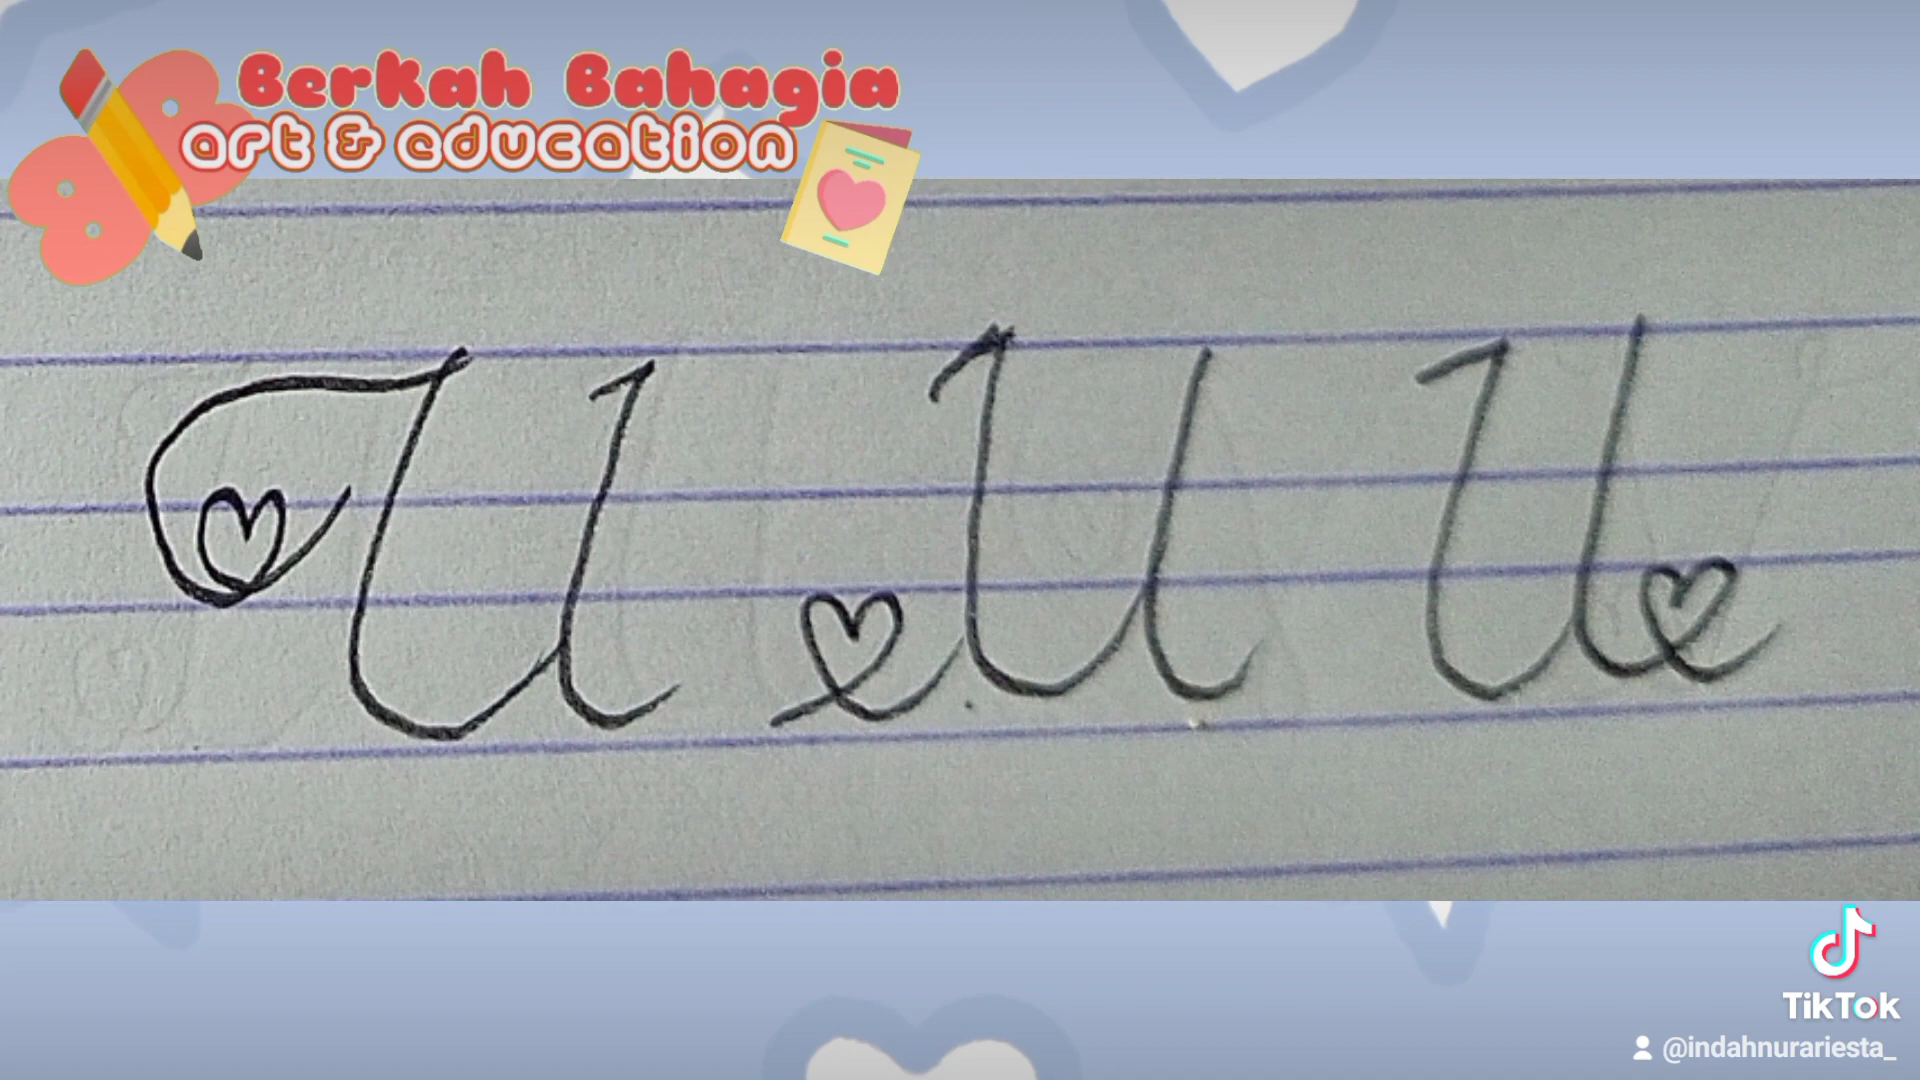 Berkah Bahagia
art & education
U U U
TikTok
@indahnurariesta_